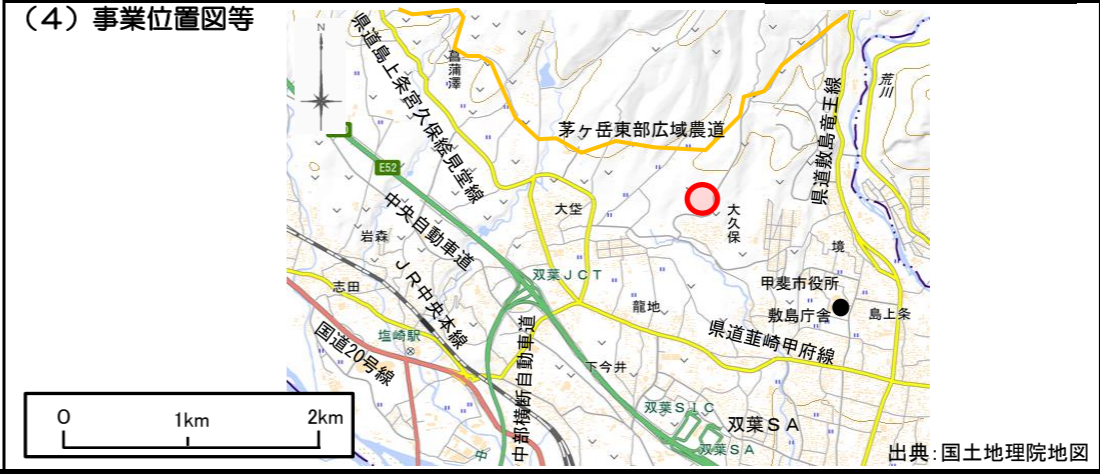 （4）事業位置図等
N
県道島上条宮久保絵見堂線
菖蒲澤
茅ヶ岳東部広域農道
県道敷島竜王線
荒川
E52
中央自動車道
岩森
大垈
大久保
境
双葉ＪＣＴ
甲斐市役所
敷島庁舎
島上条
志田
ＪＲ中央本線
龍地
塩崎駅
国道20号線
中部横断自動車道
県道韮崎甲府線
下今井
双葉ＳＩＣ
双葉ＳＡ
双葉ＳＡ
中
0 1km 2km
出典：国土地理院地図